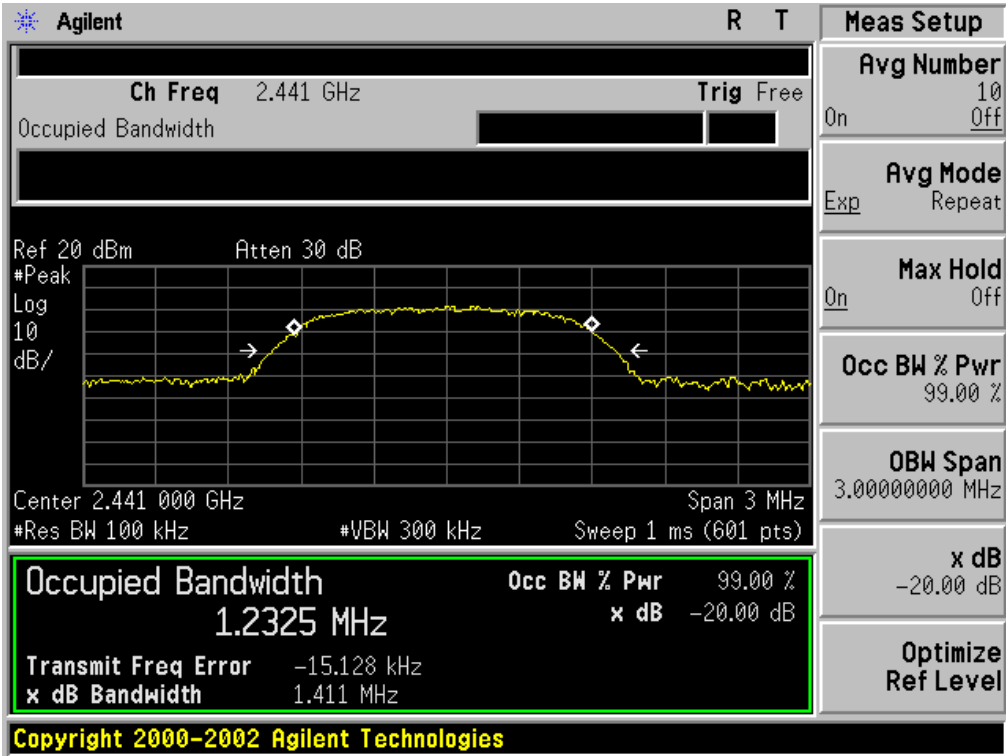 Agilent R T
Ch Freq 2.441 GHz Trig Free
Occupied Bandwidth
Ref 20 dBm Atten 30 dB
#Peak
Log
10
dB/
Center 2.441 000 GHz Span 3 MHz
#Res BW 100 kHz #VBW 300 kHz Sweep 1 ms (601 pts)
Occupied Bandwidth Occ BW % Pwr 99.00 %
1.2325 MHz x dB -20.00 dB
Transmit Freq Error -15.128 kHz
x dB Bandwidth 1.411 MHz
Copyright 2000-2002 Agilent Technologies
Meas Setup
Avg Number
10
On Off
Avg Mode
Exp Repeat
Max Hold
On Off
Occ BW % Pwr
99.00 %
OBW Span
3.00000000 MHz
x dB
-20.00 dB
Optimize
Ref Level